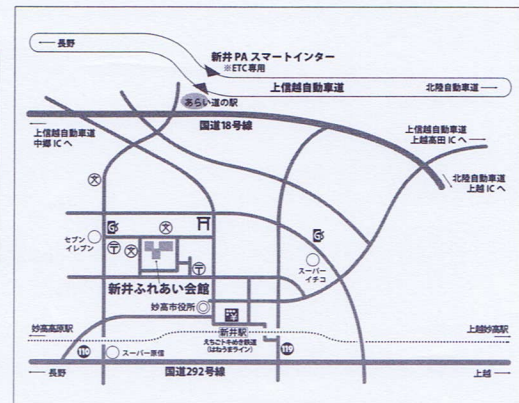 長野
新井PAスマートインター
※ETC専用
上信越自動車道
北陸自動車道
あらい道の駅
国道18号線
上信越自動車道
中郷ICへ
上信越自動車道
上越高田ICへ
北陸自動車道
上越ICへ
文
セブン
イレブン
文
文
スーパー
イチコ
新井ふれあい会館
妙高市役所
妙高高原駅
新井駅
上越妙高駅
えちごトキめき鉄道
(はねうまライン)
110
スーパー原信
119
長野
国道292号線
上越